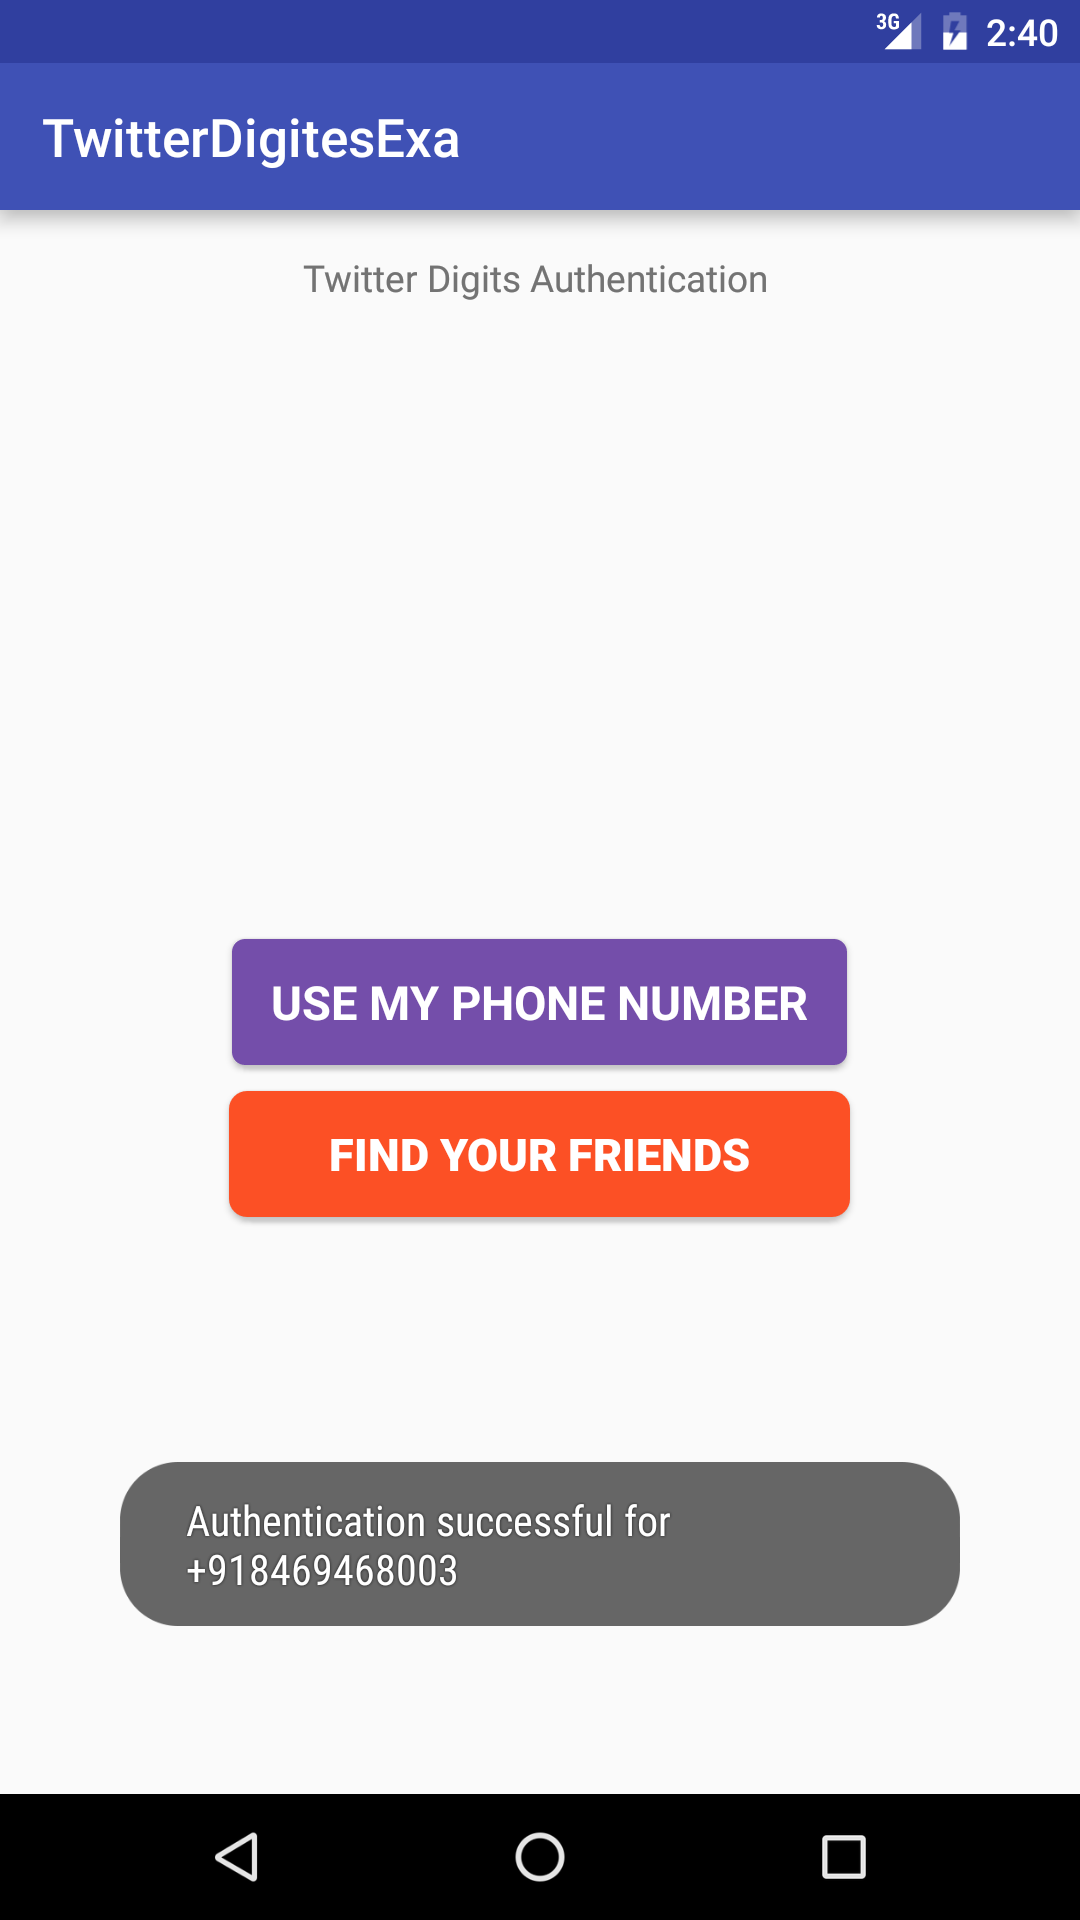 3G 2:40
TwitterDigitesExa
Twitter Digits Authentication
USE MY PHONE NUMBER
FIND YOUR FRIENDS
Authentication successful for
+918469468003